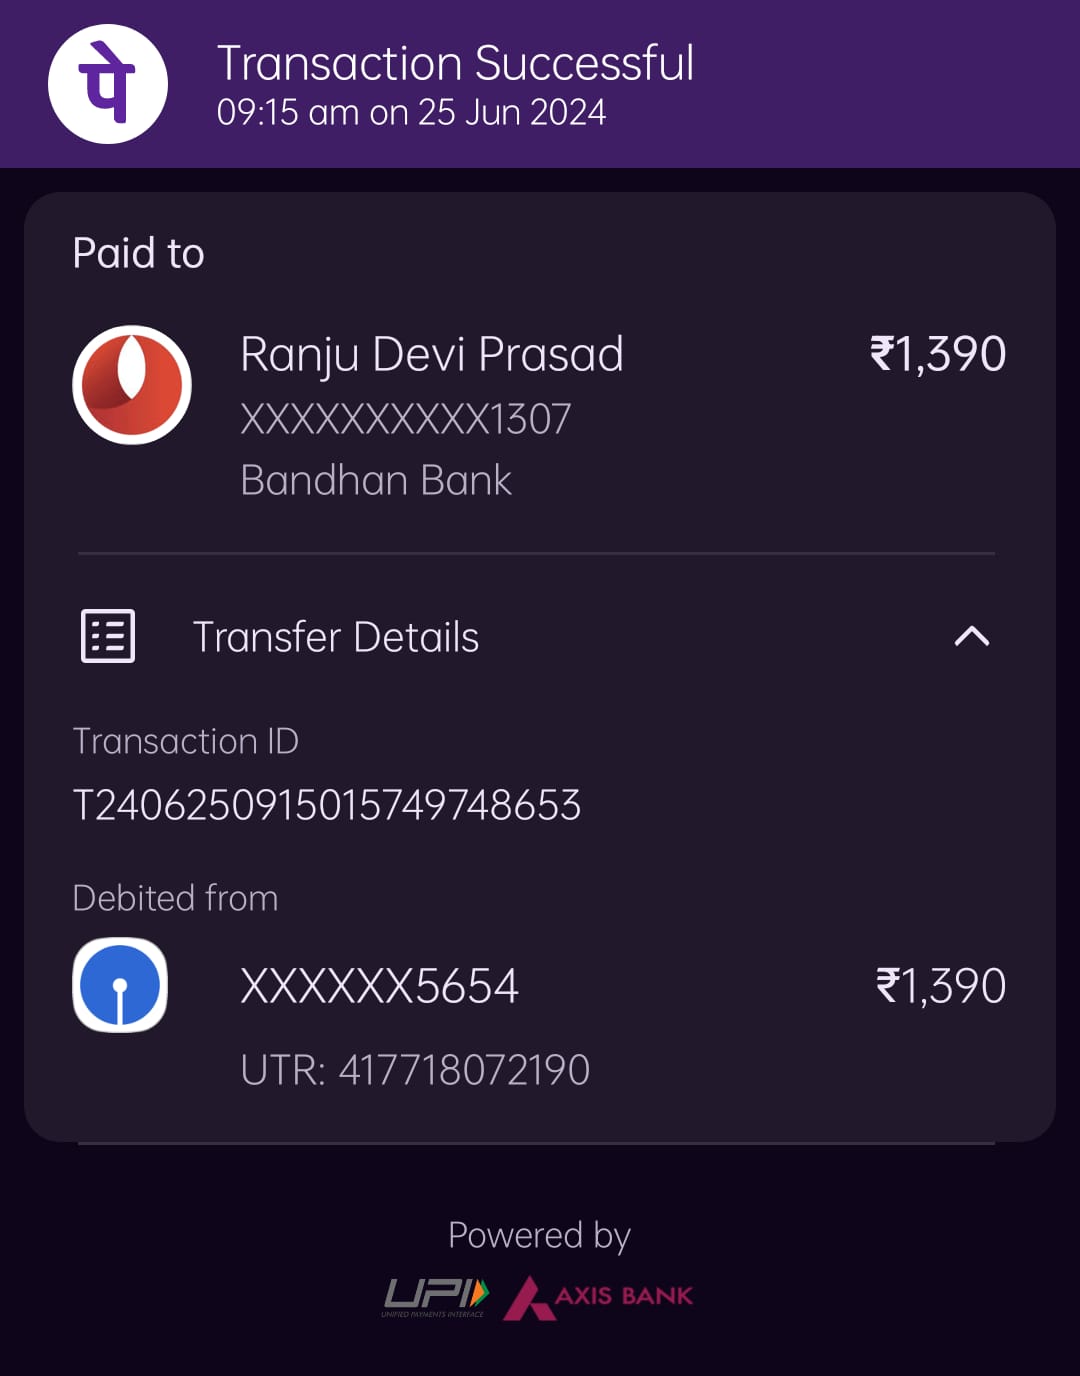 पे
Transaction Successful
09:15 am on 25 Jun 2024
Paid to
Ranju Devi Prasad ₹1,390
XXXXXXXXXX1307
Bandhan Bank
Transfer Details
Transaction ID
T2406250915015749748653
Debited from
XXXXXX5654 ₹1,390
UTR: 417718072190
Powered by
UPI AXIS BANK
UNIFIED PAYMENTS INTERFACE